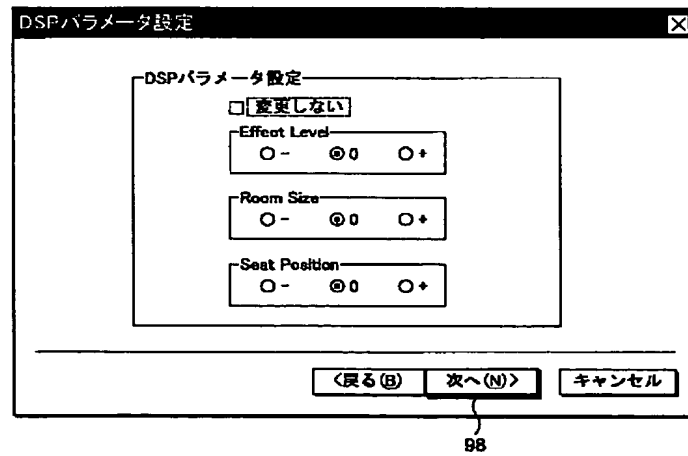 DSPパラメータ設定
DSPパラメータ設定
変更しない
Effect Level
- 0 +
Room Size
- 0 +
Seat Position
- 0 +
<戻る(B) 次へ(N)> キャンセル
98